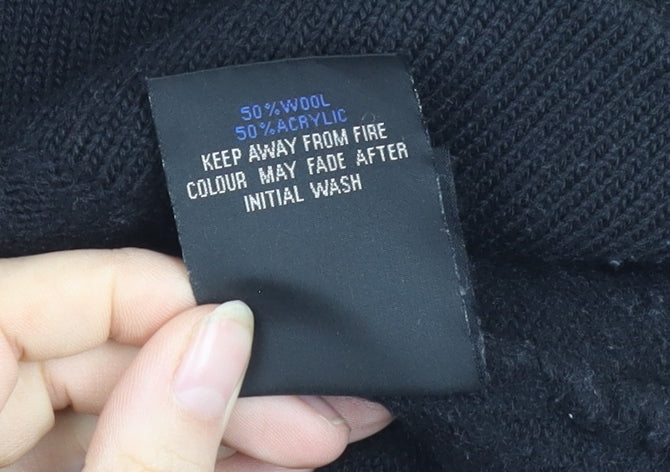 50%WOOL
50%ACRYLIC
KEEP AWAY FROM FIRE
COLOUR MAY FADE AFTER
INITIAL WASH